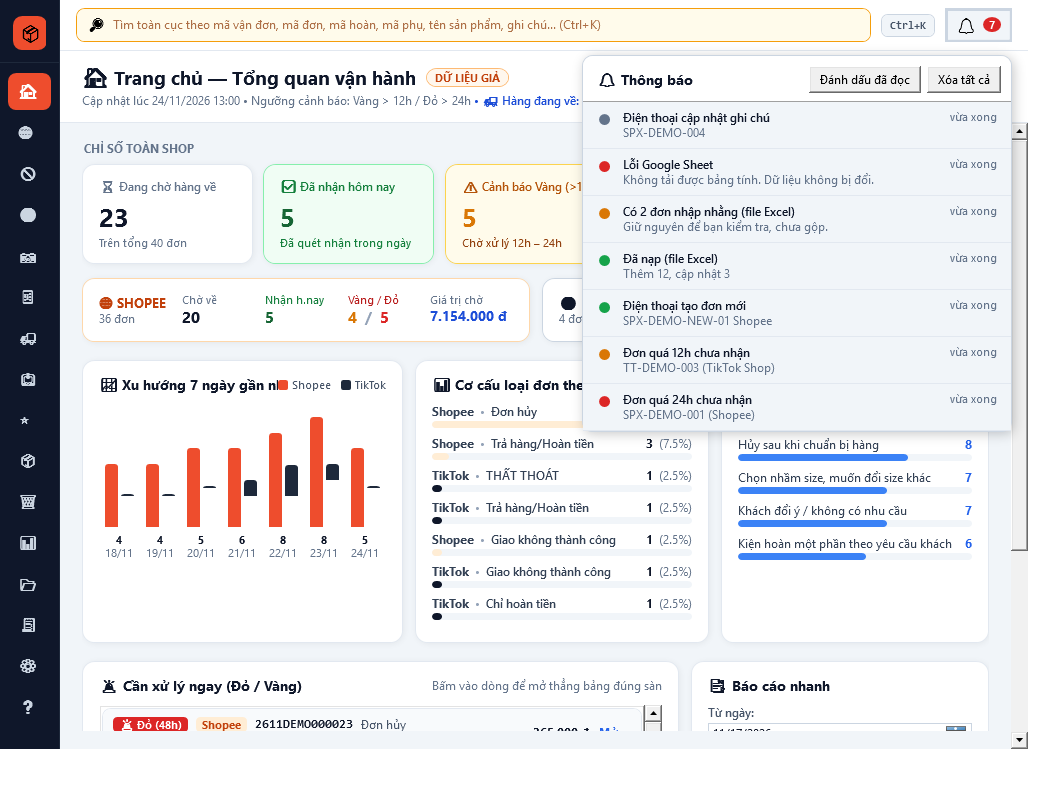 Tìm toàn cục theo mã vận đơn, mã đơn, mã hoàn, mã phụ, tên sản phẩm, ghi chú... (Ctrl+K)
Ctrl+K
7
Trang chủ — Tổng quan vận hành
DỮ LIỆU GIẢ
Cập nhật lúc 24/11/2026 13:00 • Ngưỡng cảnh báo: Vàng > 12h / Đỏ > 24h • Hàng đang về:
Thông báo
Đánh dấu đã đọc
Xóa tất cả
Điện thoại cập nhật ghi chú
vừa xong
SPX-DEMO-004
Lỗi Google Sheet
vừa xong
Không tải được bảng tính. Dữ liệu không bị đổi.
Có 2 đơn nhập nhằng (file Excel)
vừa xong
Giữ nguyên để bạn kiểm tra, chưa gộp.
Đã nạp (file Excel)
vừa xong
Thêm 12, cập nhật 3
Điện thoại tạo đơn mới
vừa xong
SPX-DEMO-NEW-01 Shopee
Đơn quá 12h chưa nhận
vừa xong
TT-DEMO-003 (TikTok Shop)
Đơn quá 24h chưa nhận
vừa xong
SPX-DEMO-001 (Shopee)
CHỈ SỐ TOÀN SHOP
Đang chờ hàng về
23
Trên tổng 40 đơn
Đã nhận hôm nay
5
Đã quét nhận trong ngày
Cảnh báo Vàng (>1
5
Chờ xử lý 12h – 24h
SHOPEE
36 đơn
Chờ về
20
Nhận h.nay
5
Vàng / Đỏ
4 / 5
Giá trị chờ
7.154.000 đ
4 đơ
Xu hướng 7 ngày gần n
Shopee
TikTok
4
18/11
4
19/11
5
20/11
6
21/11
8
22/11
8
23/11
5
24/11
Cơ cấu loại đơn the
Shopee • Đơn hủy
Shopee • Trả hàng/Hoàn tiền 3 (7.5%)
TikTok • THẤT THOÁT 1 (2.5%)
TikTok • Trả hàng/Hoàn tiền 1 (2.5%)
Shopee • Giao không thành công 1 (2.5%)
TikTok • Giao không thành công 1 (2.5%)
TikTok • Chỉ hoàn tiền 1 (2.5%)
Hủy sau khi chuẩn bị hàng 8
Chọn nhầm size, muốn đổi size khác 7
Khách đổi ý / không có nhu cầu 7
Kiện hoàn một phần theo yêu cầu khách 6
Cần xử lý ngay (Đỏ / Vàng)
Bấm vào dòng để mở thẳng bảng đúng sàn
Đỏ (48h)
Shopee
2611DEMO000023
Đơn hủy
Báo cáo nhanh
Từ ngày: